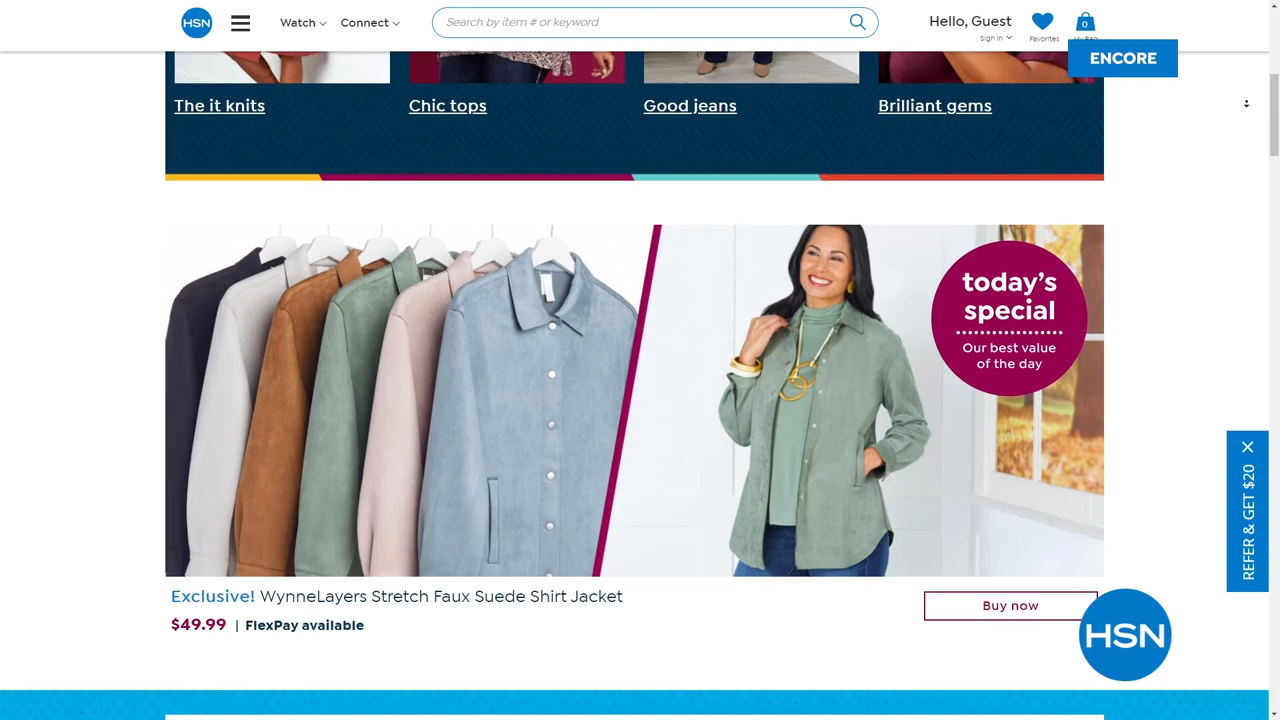 HSN
Watch
Connect
Search by item # or keyword
Hello, Guest
Sign In
Favorites
0
ENCORE
The it knits
Chic tops
Good jeans
Brilliant gems
today's
special
Our best value
of the day
REFER & GET $20
Exclusive! WynneLayers Stretch Faux Suede Shirt Jacket
$49.99 | FlexPay available
Buy now
HSN